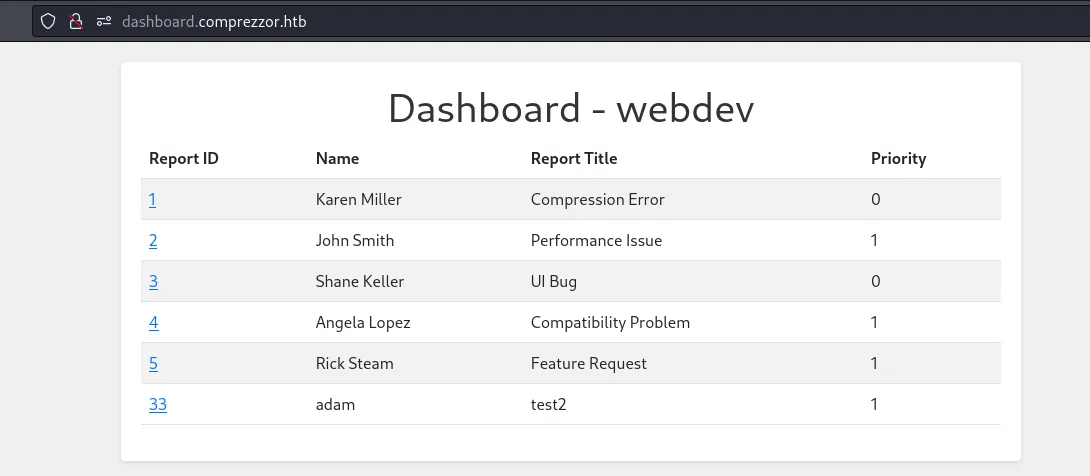 dashboard.comprezzor.htb
Dashboard - webdev
Report ID Name Report Title Priority
1 Karen Miller Compression Error 0
2 John Smith Performance Issue 1
3 Shane Keller UI Bug 0
4 Angela Lopez Compatibility Problem 1
5 Rick Steam Feature Request 1
33 adam test2 1